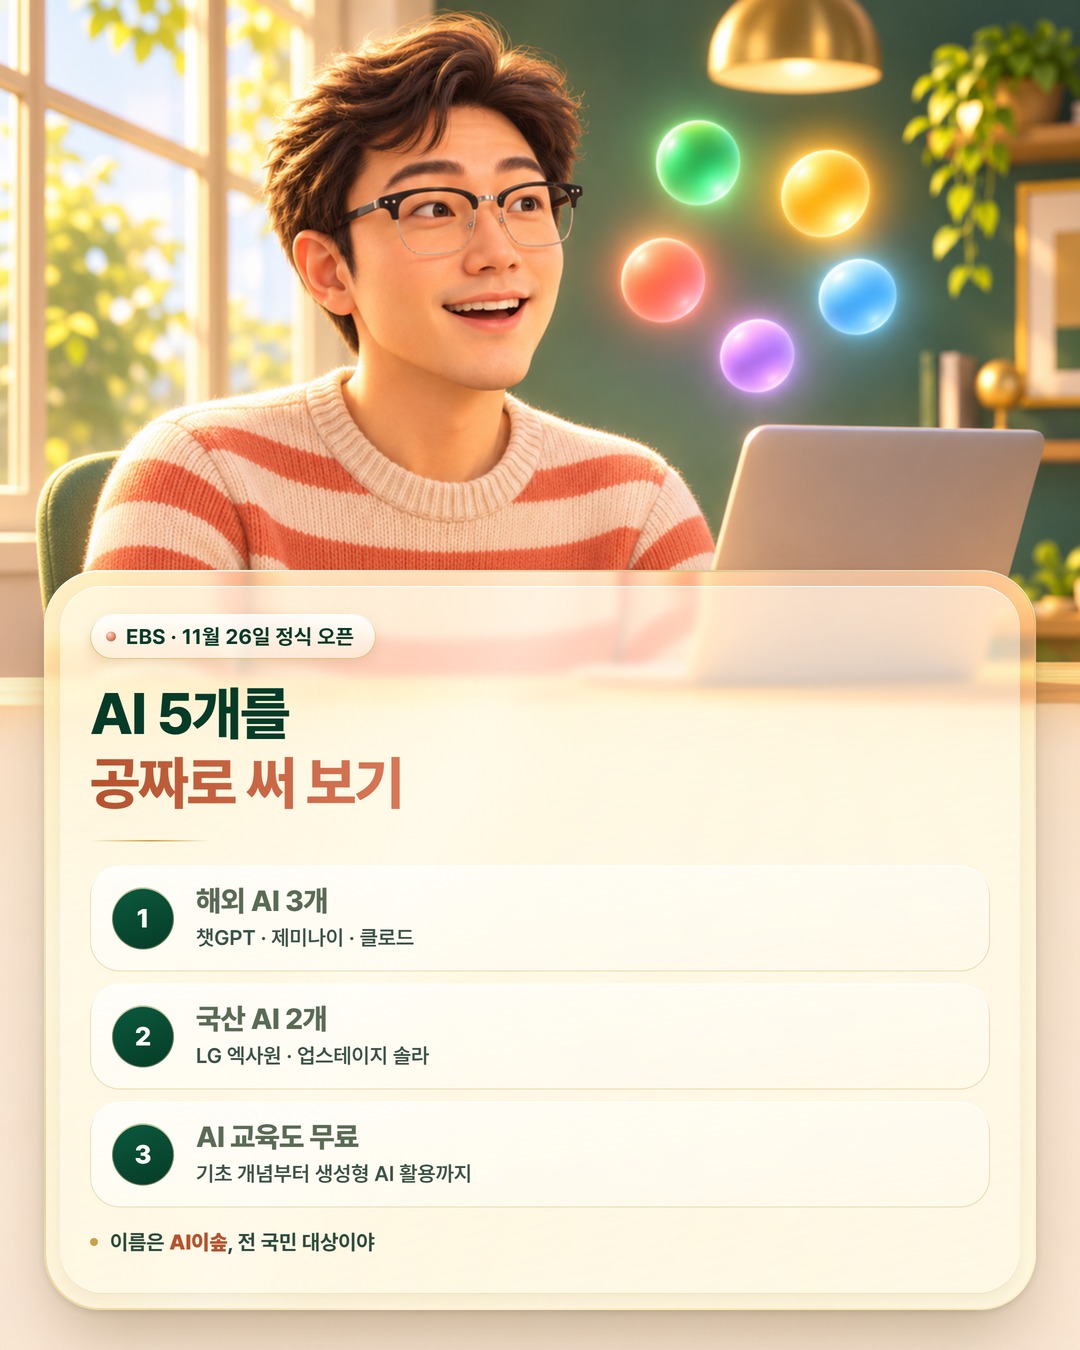 EBS · 11월 26일 정식 오픈
AI 5개를
공짜로 써 보기
1
해외 AI 3개
챗GPT · 제미나이 · 클로드
2
국산 AI 2개
LG 엑사원 · 업스테이지 솔라
3
AI 교육도 무료
기초 개념부터 생성형 AI 활용까지
이름은 AI이솦, 전 국민 대상이야